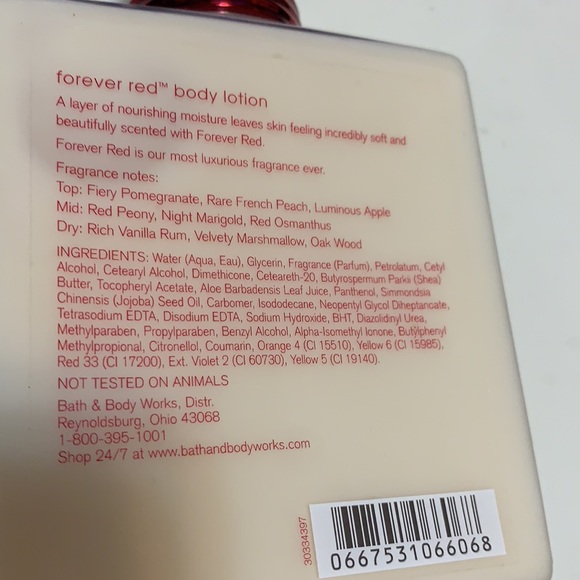 forever red™ body lotion
A layer of nourishing moisture leaves skin feeling incredibly soft and
beautifully scented with Forever Red.
Forever Red is our most luxurious fragrance ever.
Fragrance notes:
Top: Fiery Pomegranate, Rare French Peach, Luminous Apple
Mid: Red Peony, Night Marigold, Red Osmanthus
Dry: Rich Vanilla Rum, Velvety Marshmallow, Oak Wood
INGREDIENTS: Water (Aqua, Eau), Glycerin, Fragrance (Parfum), Petrolatum, Cetyl
Alcohol, Cetearyl Alcohol, Dimethicone, Ceteareth-20, Butyrospermum Parkii (Shea)
Butter, Tocopheryl Acetate, Aloe Barbadensis Leaf Juice, Panthenol, Simmondsia
Chinensis (Jojoba) Seed Oil, Carbomer, Isododecane, Neopentyl Glycol Diheptanoate,
Tetrasodium EDTA, Disodium EDTA, Sodium Hydroxide, BHT, Diazolidinyl Urea,
Methylparaben, Propylparaben, Benzyl Alcohol, Alpha-Isomethyl Ionone, Butylphenyl
Methylpropional, Citronellol, Coumarin, Orange 4 (CI 15510), Yellow 6 (CI 15985),
Red 33 (CI 17200), Ext. Violet 2 (CI 60730), Yellow 5 (CI 19140).
NOT TESTED ON ANIMALS
Bath & Body Works, Distr.
Reynoldsburg, Ohio 43068
1-800-395-1001
Shop 24/7 at www.bathandbodyworks.com
30334397
0667531066068